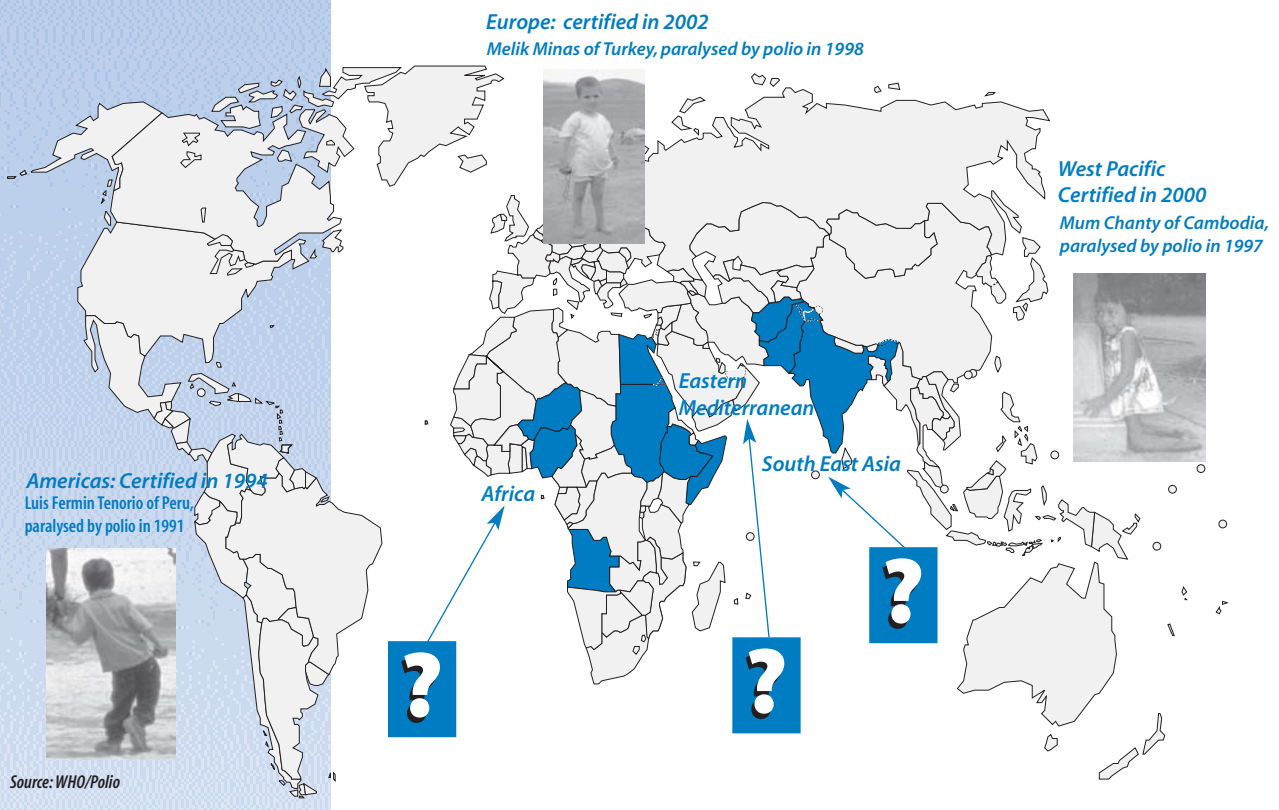 Europe: certified in 2002
Melik Minas of Turkey, paralysed by polio in 1998
West Pacific
Certified in 2000
Mum Chanty of Cambodia,
paralysed by polio in 1997
Eastern
Mediterranean
South East Asia
Africa
Americas: Certified in 1994
Luis Fermin Tenorio of Peru,
paralysed by polio in 1991
?
?
?
Source: WHO/Polio